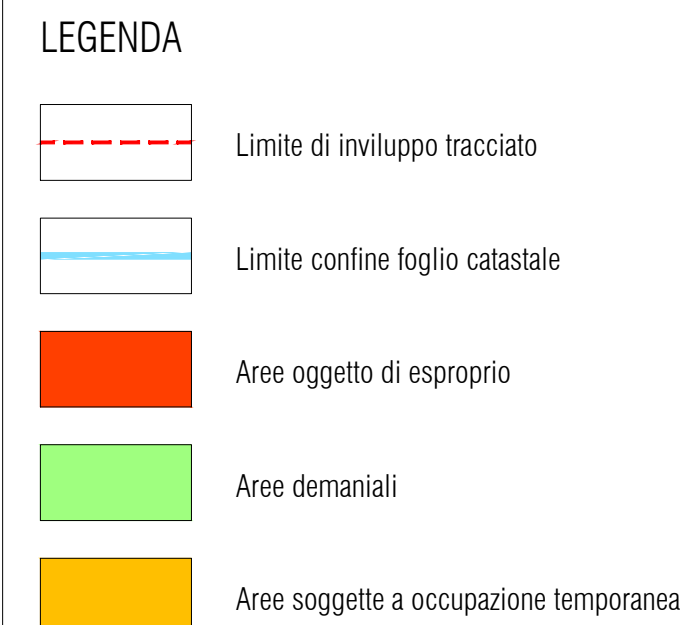 LEGENDA
Limite di inviluppo tracciato
Limite confine foglio catastale
Aree oggetto di esproprio
Aree demaniali
Aree soggette a occupazione temporanea